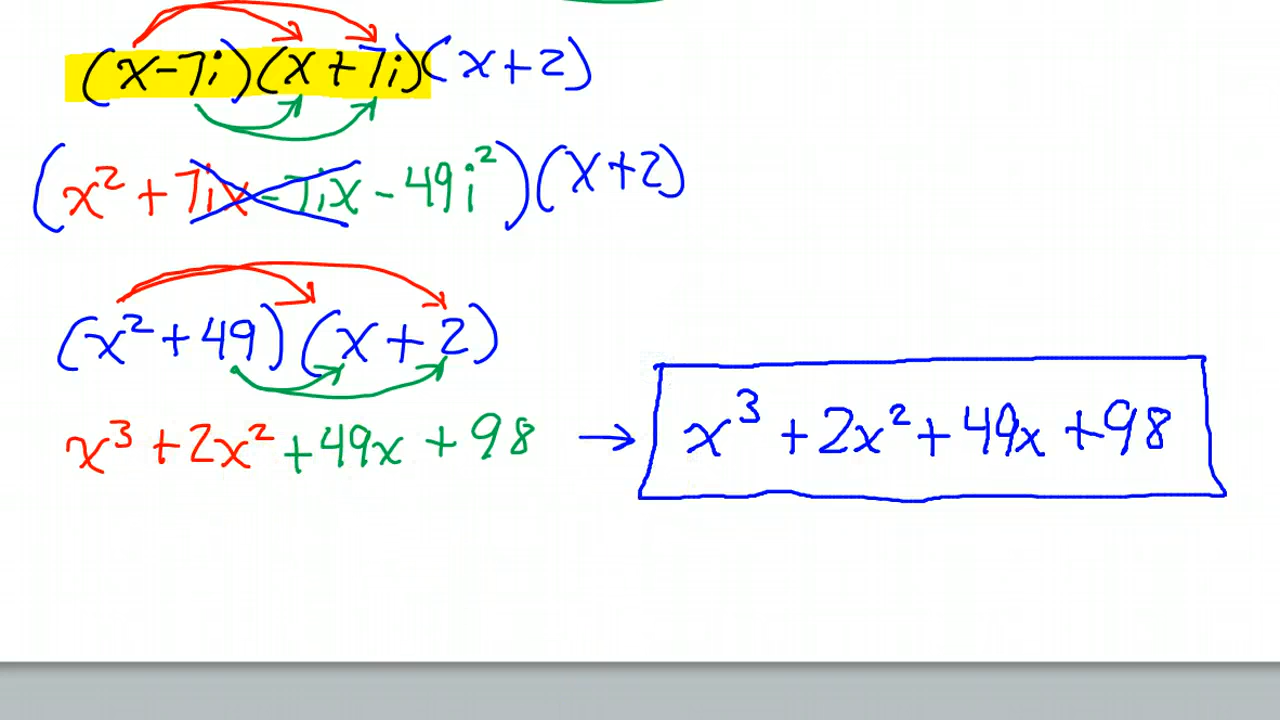 (x-7i)(x+7i)(x+2)
(x² + 7ix - 7ix - 49i²)(x+2)
(x² + 49)(x + 2)
x³ + 2x² + 49x + 98 → x³ + 2x² + 49x + 98